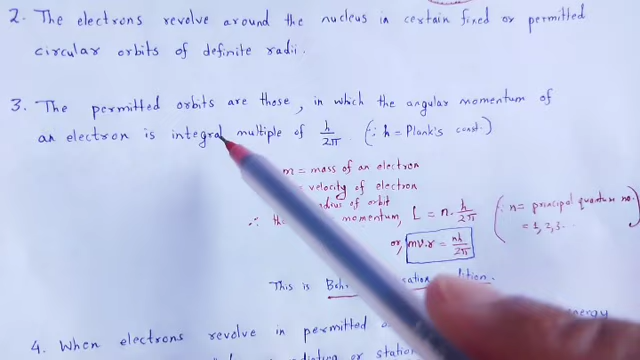 2. The electrons revolve around the nucleus in certain fixed or permitted
circular orbits of definite radii.
3. The permitted orbits are those, in which the angular momentum of
an electron is integral multiple of h/2π (∵ h = Plank's const.)
m = mass of an electron
= velocity of electron
radius of orbit
∴ the momentum, L = n. h/2π (∵ n = principal quantum no.
= 1, 2, 3...
or, mv.r = nh/2π
This is
4. When electrons revolve in permitted
energy
or